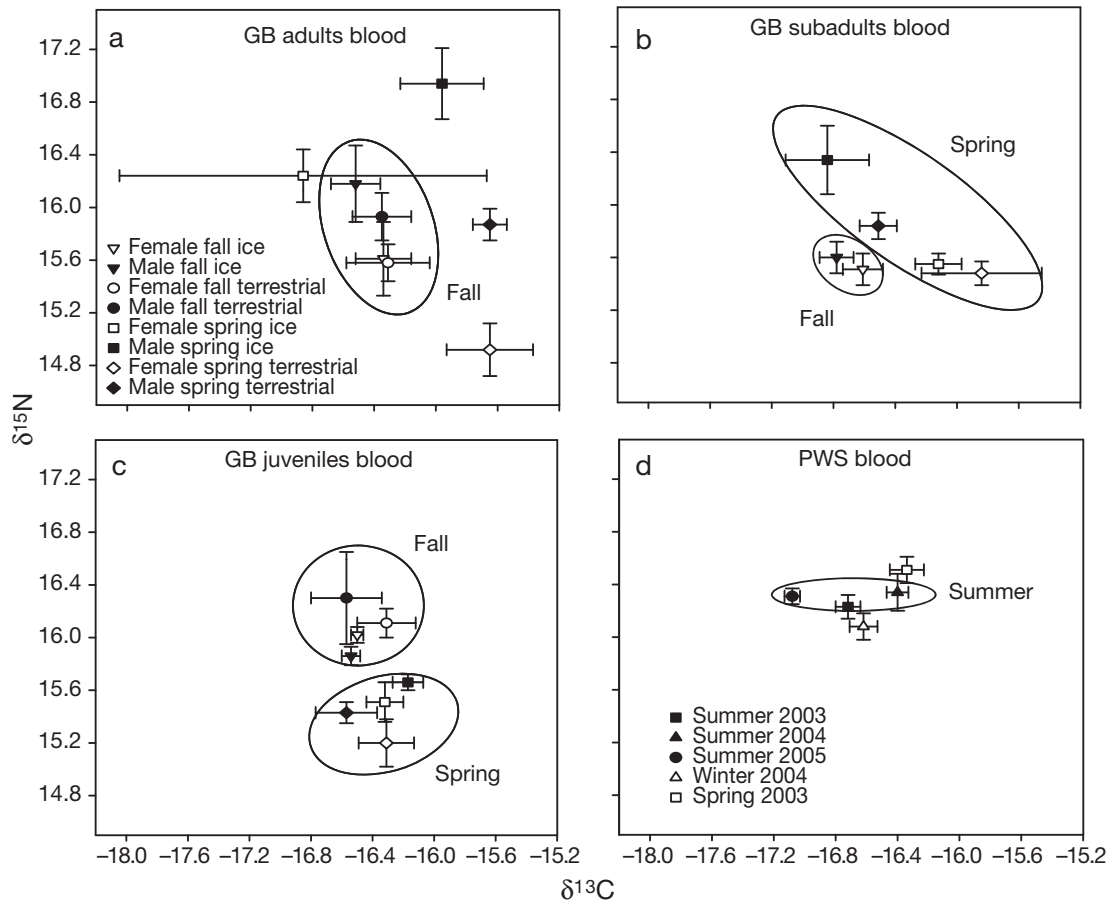 a
GB adults blood
17.2
16.8
16.4
16.0
15.6
15.2
14.8
Female fall ice
Male fall ice
Female fall terrestrial
Male fall terrestrial
Female spring ice
Male spring ice
Female spring terrestrial
Male spring terrestrial
Fall
b
GB subadults blood
Spring
Fall
δ15N
c
GB juveniles blood
17.2
16.8
16.4
16.0
15.6
15.2
14.8
Fall
Spring
−18.0 −17.6 −16.8 −16.4 −16.0 −15.6 −15.2
d
PWS blood
Summer
Summer 2003
Summer 2004
Summer 2005
Winter 2004
Spring 2003
−18.0 −17.6 −17.2 −16.8 −16.4 −16.0 −15.6 −15.2
δ13C